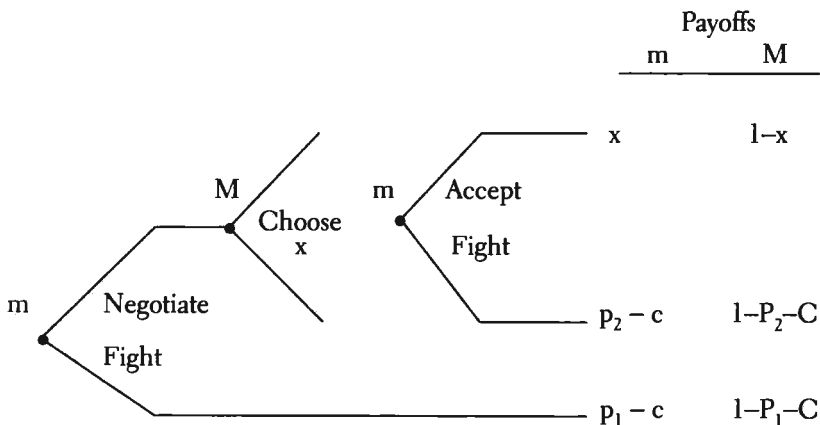 Payoffs
m M
x 1–x
M
m Accept
Choose
x
Fight
m Negotiate
p₂ – c 1–P₂–C
Fight
p₁ – c 1–P₁–C